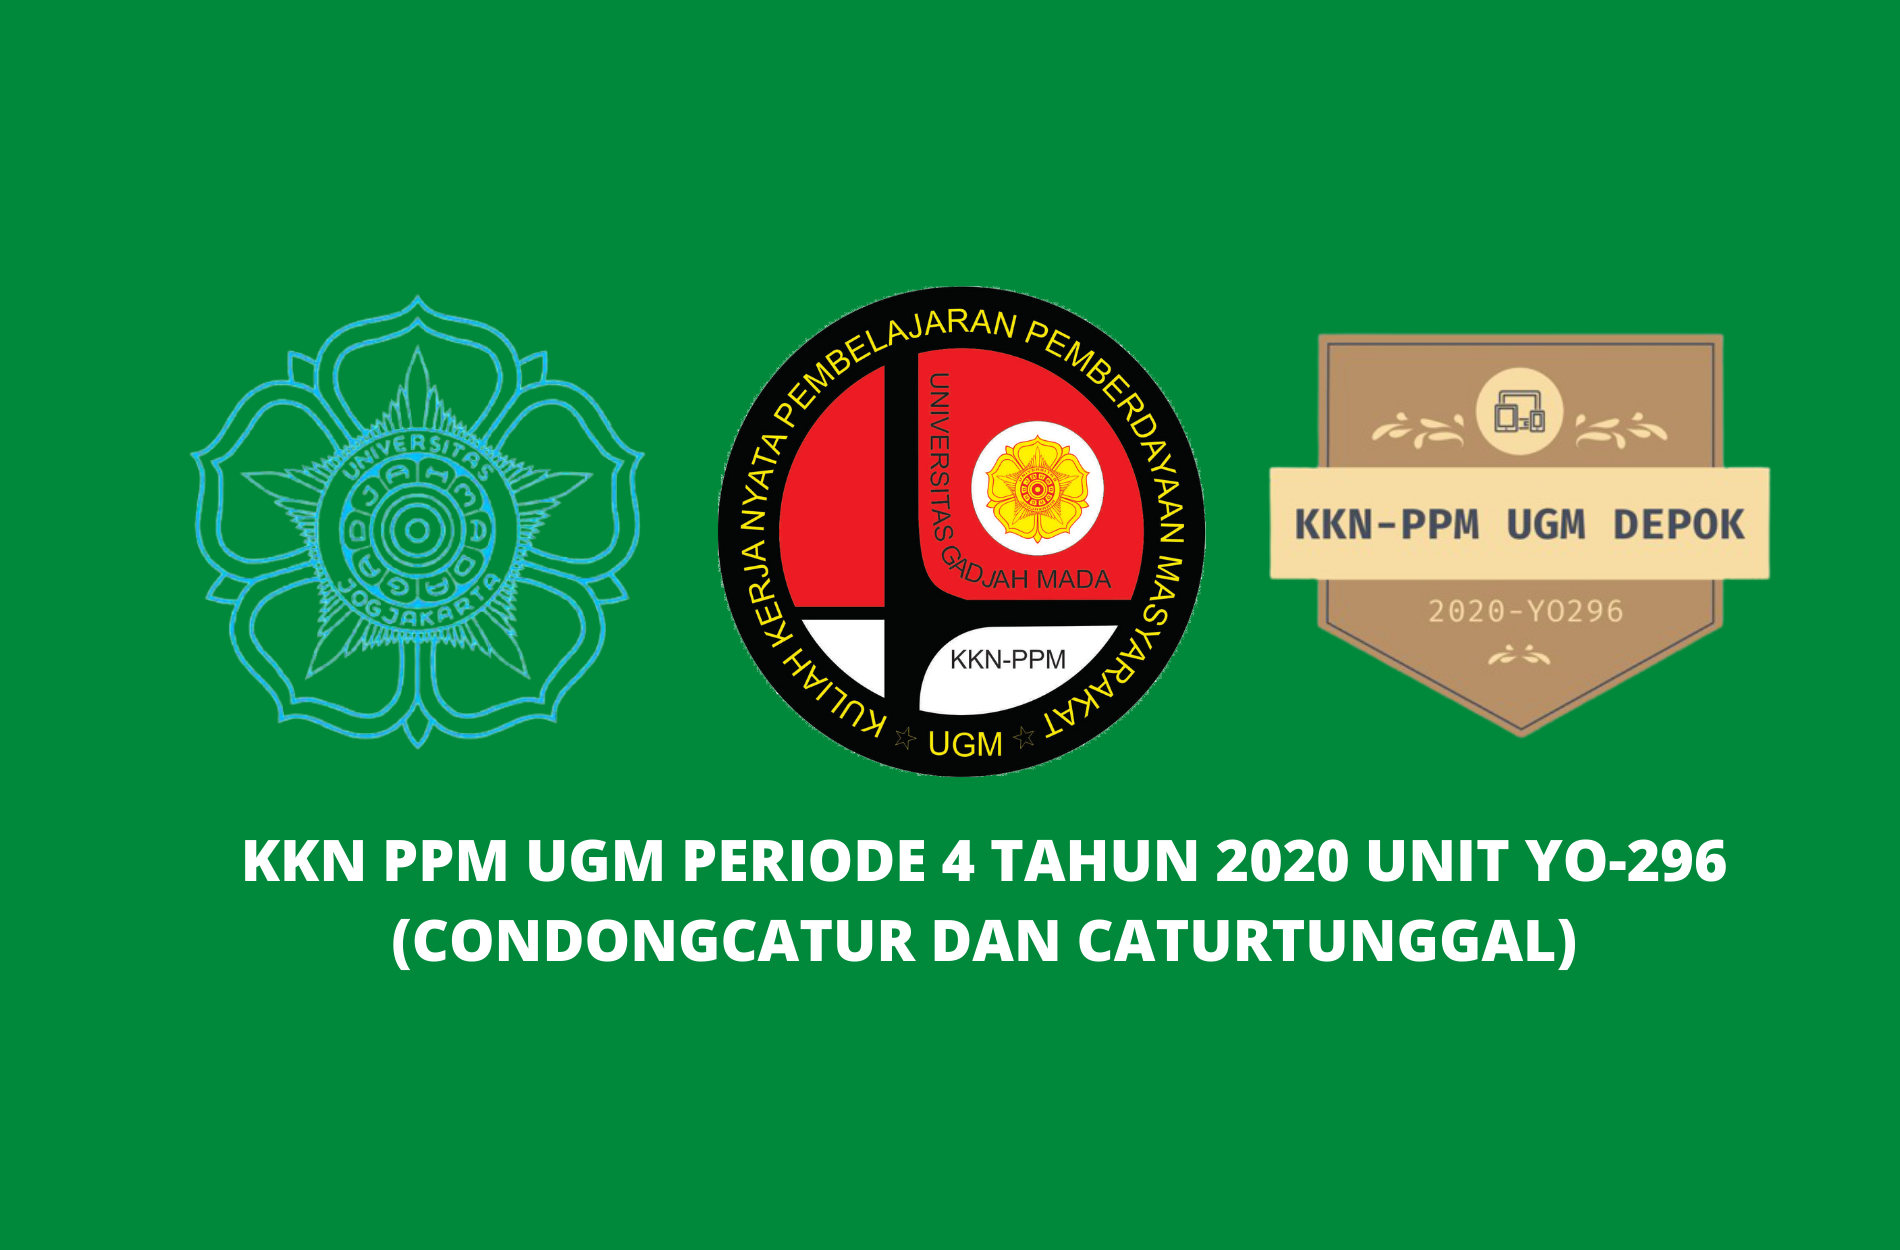 UNIVERSITAS
GADJAH MADA
JOGJAKARTA
KULIAH KERJA NYATA PEMBELAJARAN PEMBERDAYAAN MASYARAKAT
☆ UGM ☆
UNIVERSITAS GADJAH MADA
KKN-PPM
KKN-PPM UGM DEPOK
2020-YO296
KKN PPM UGM PERIODE 4 TAHUN 2020 UNIT YO-296
(CONDONGCATUR DAN CATURTUNGGAL)